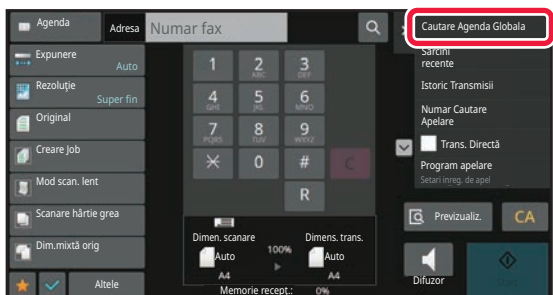 Agenda
Adresa
Numar fax
Cautare Agenda Globala
Expunere
Auto
Rezoluţie
Super fin
Original
Creare Job
Mod scan. lent
Scanare hârtie grea
Dim.mixtă orig
Altele
1
2
ABC
3
DEF
4
GHI
5
JKL
6
MNO
7
PQRS
8
TUV
9
WXYZ
0
#
C
R
Dimen. scanare
Dimens. trans.
100%
Auto
Auto
A4
A4
Memorie recept.:
0%
Sarcini
recente
Istoric Transmisii
Numar Cautare
Apelare
Trans. Directă
Program apelare
Setari inreg. de apel
Previzualiz.
CA
Difuzor
Start